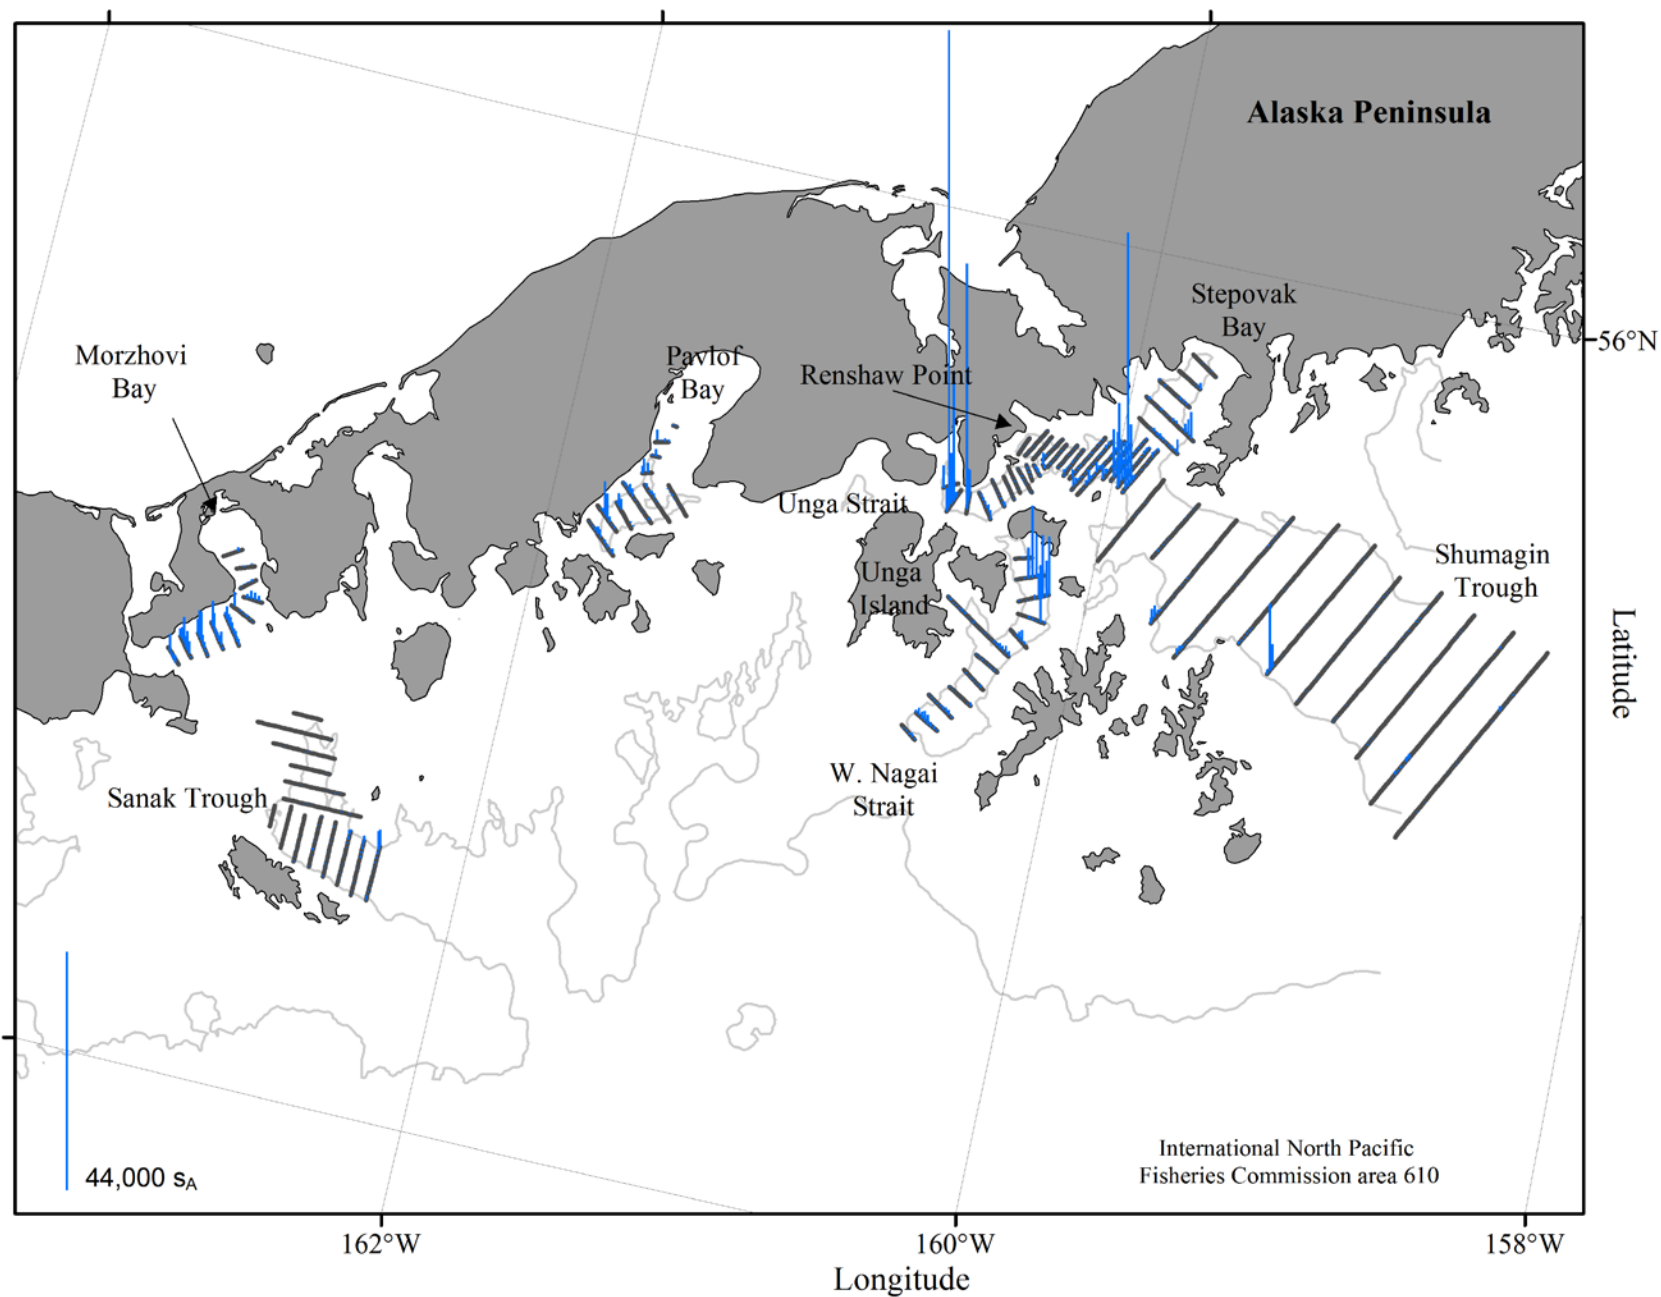 Alaska Peninsula
Stepovak
Bay
56°N
Morzhovi
Bay
Pavlof
Bay
Renshaw Point
Unga Strait
Unga
Island
Shumagin
Trough
Latitude
W. Nagai
Strait
Sanak Trough
44,000 sA
International North Pacific
Fisheries Commission area 610
162°W
160°W
158°W
Longitude